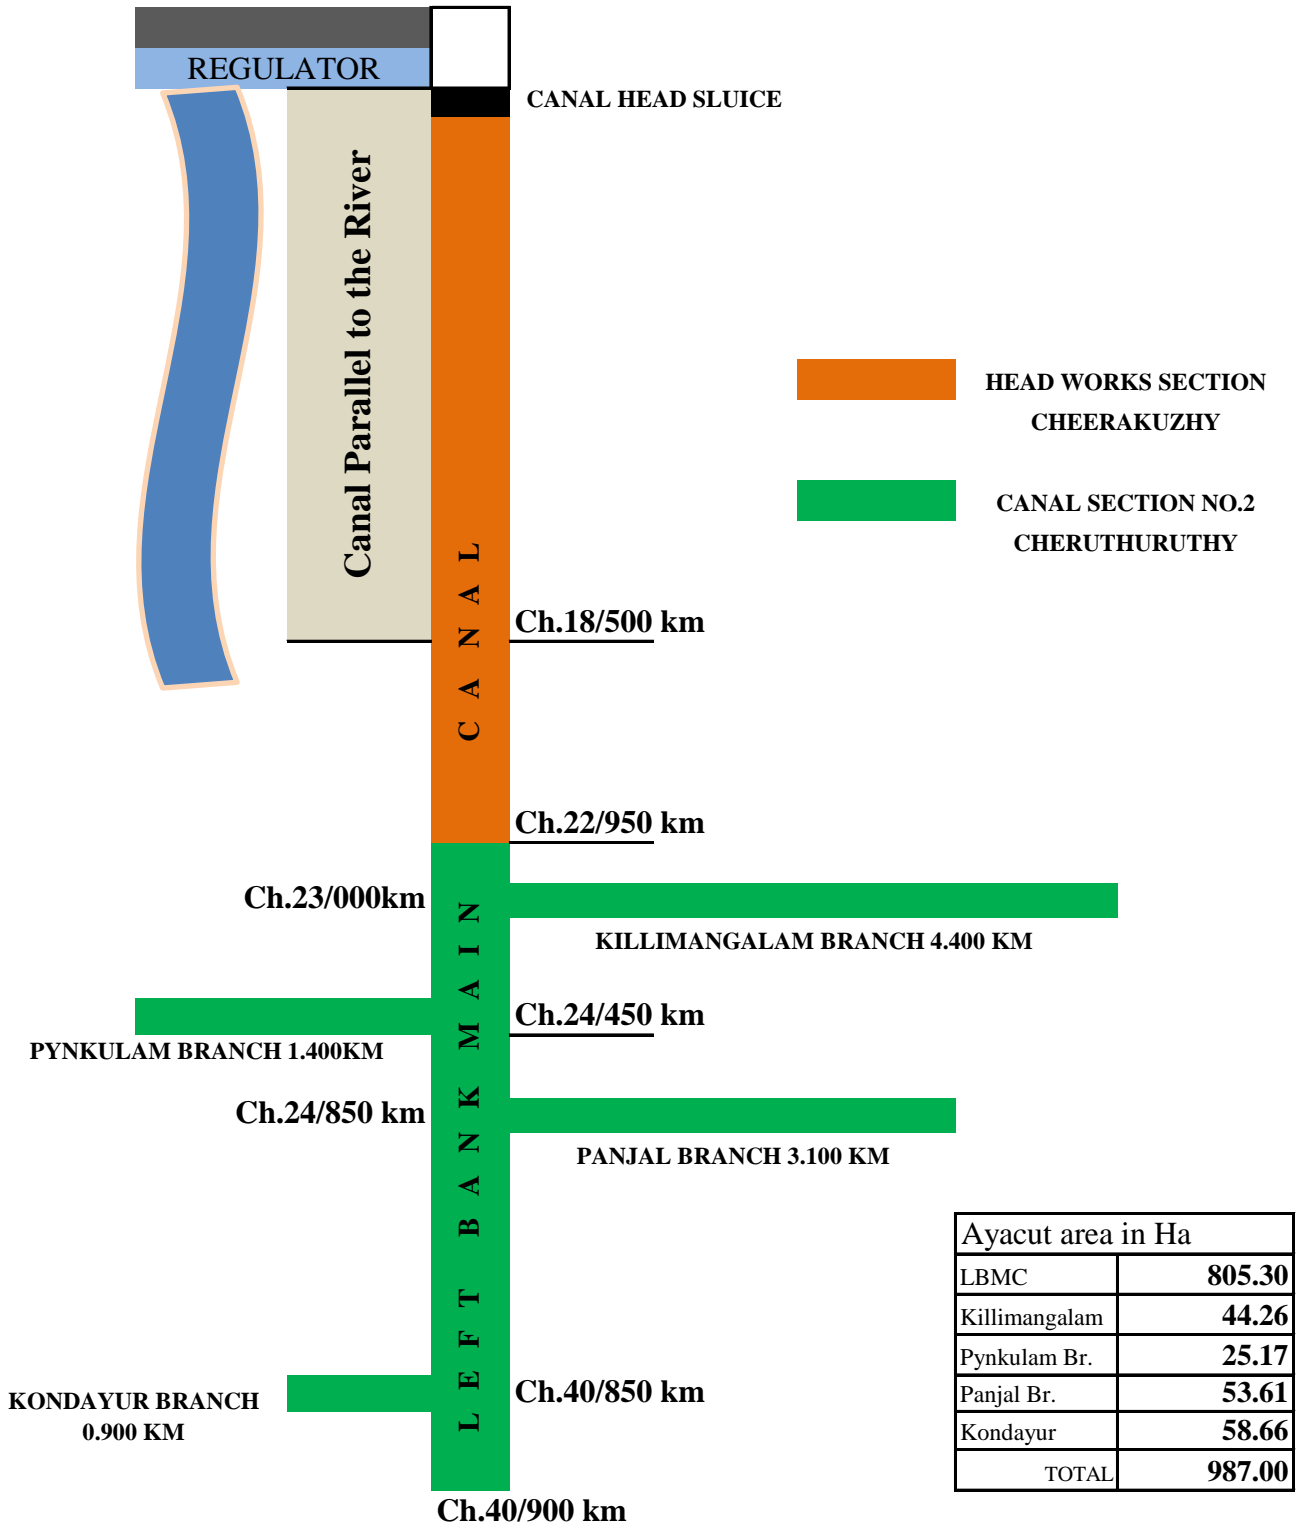 REGULATOR
CANAL HEAD SLUICE
Canal Parallel to the River
HEAD WORKS SECTION
CHEERAKUZHY
CANAL SECTION NO.2
CHERUTHURUTHY
LEFT BANK MAIN CANAL
Ch.18/500 km
Ch.22/950 km
Ch.23/000km
KILLIMANGALAM BRANCH 4.400 KM
Ch.24/450 km
PYNKULAM BRANCH 1.400KM
Ch.24/850 km
PANJAL BRANCH 3.100 KM
Ch.40/850 km
KONDAYUR BRANCH
0.900 KM
Ch.40/900 km
Ayacut area in Ha
LBMC 805.30
Killimangalam 44.26
Pynkulam Br. 25.17
Panjal Br. 53.61
Kondayur 58.66
TOTAL 987.00